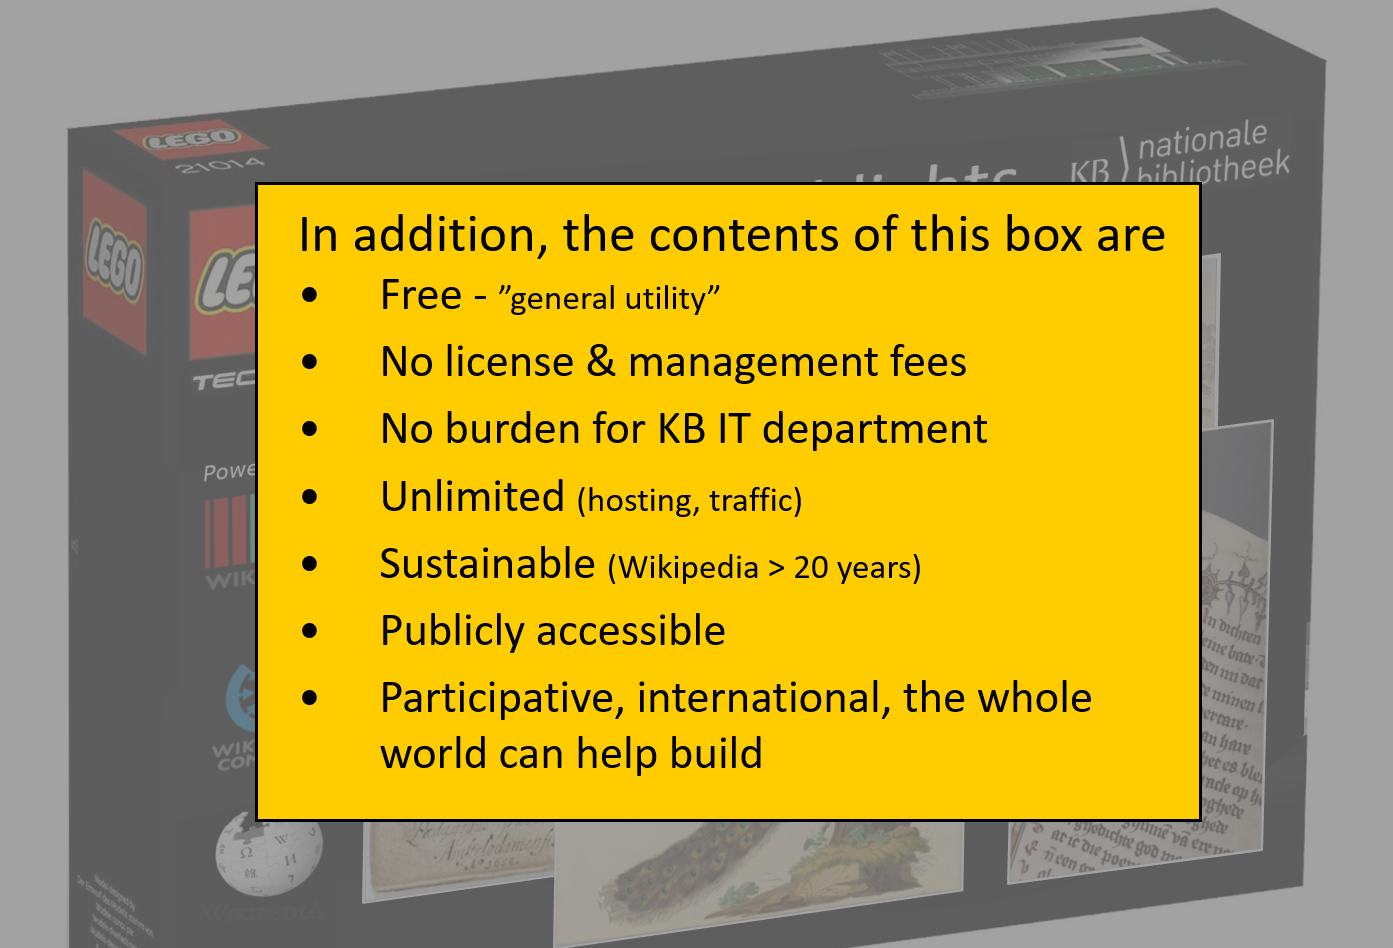 LEGO
21014
nationale
KB
bibliotheek
LEGO
In addition, the contents of this box are
• Free - ”general utility”
• No license & management fees
• No burden for KB IT department
• Unlimited (hosting, traffic)
• Sustainable (Wikipedia > 20 years)
• Publicly accessible
• Participative, international, the whole
world can help build
WIKIPEDIA